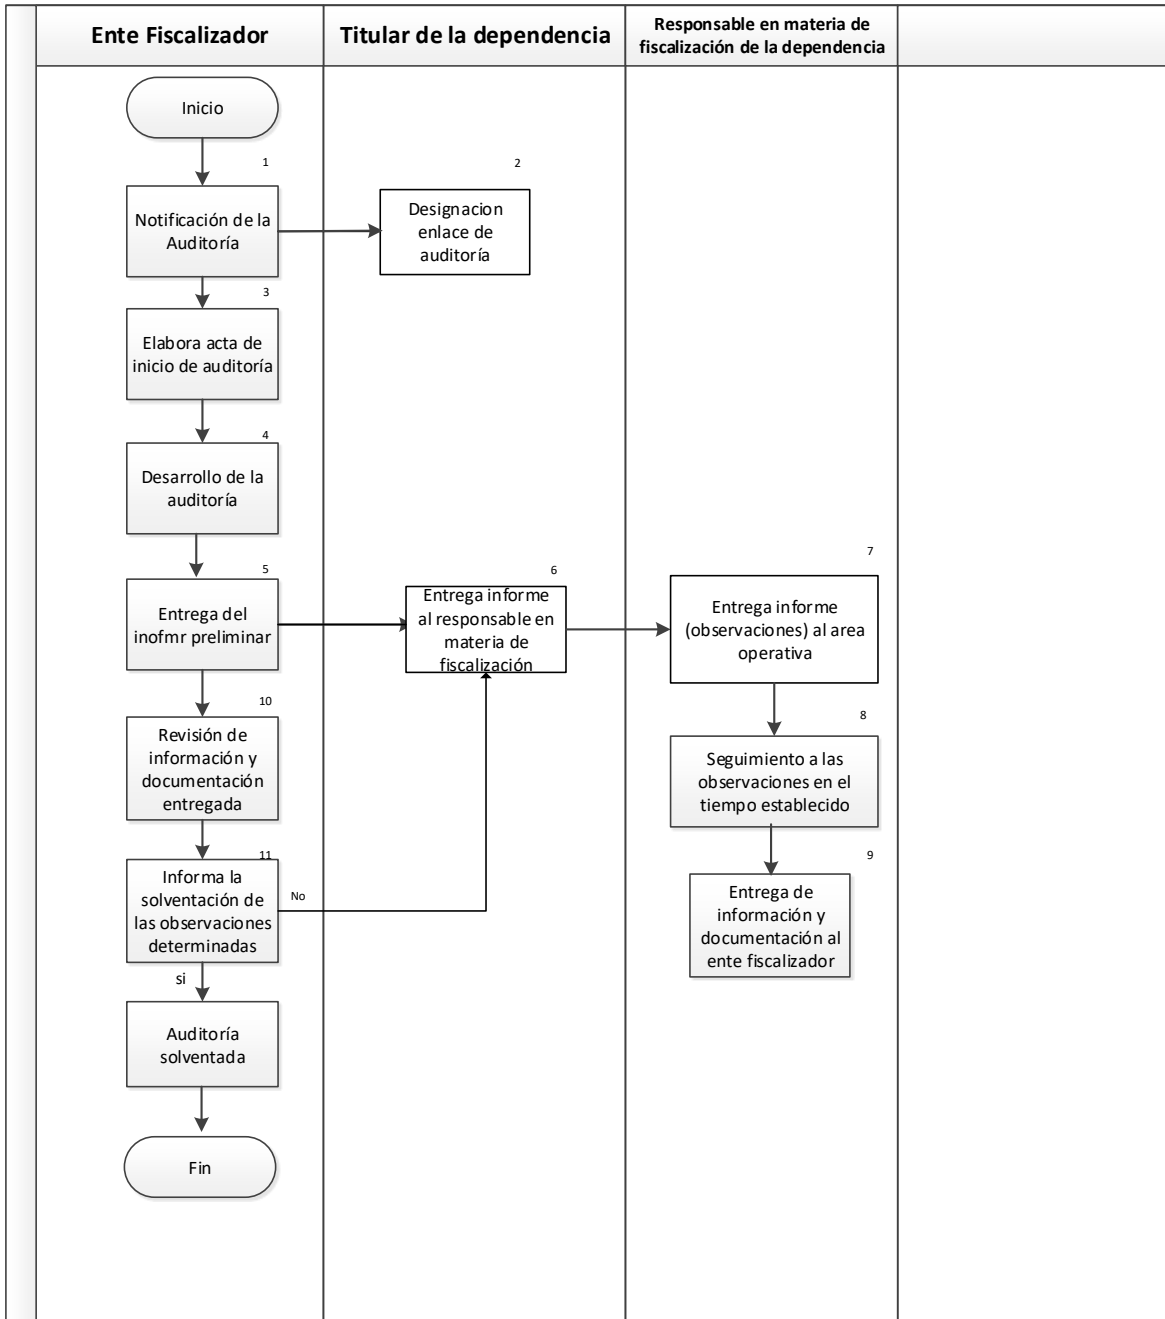 Ente Fiscalizador
Titular de la dependencia
Responsable en materia de
fiscalización de la dependencia
Inicio
1
Notificación de la
Auditoría
2
Designacion
enlace de
auditoría
3
Elabora acta de
inicio de auditoría
4
Desarrollo de la
auditoría
5
Entrega del
inofmr preliminar
6
Entrega informe
al responsable en
materia de
fiscalización
7
Entrega informe
(observaciones) al area
operativa
8
Seguimiento a las
observaciones en el
tiempo establecido
9
Entrega de
información y
documentación al
ente fiscalizador
10
Revisión de
información y
documentación
entregada
11
Informa la
solventación de
las observaciones
determinadas
No
si
Auditoría
solventada
Fin